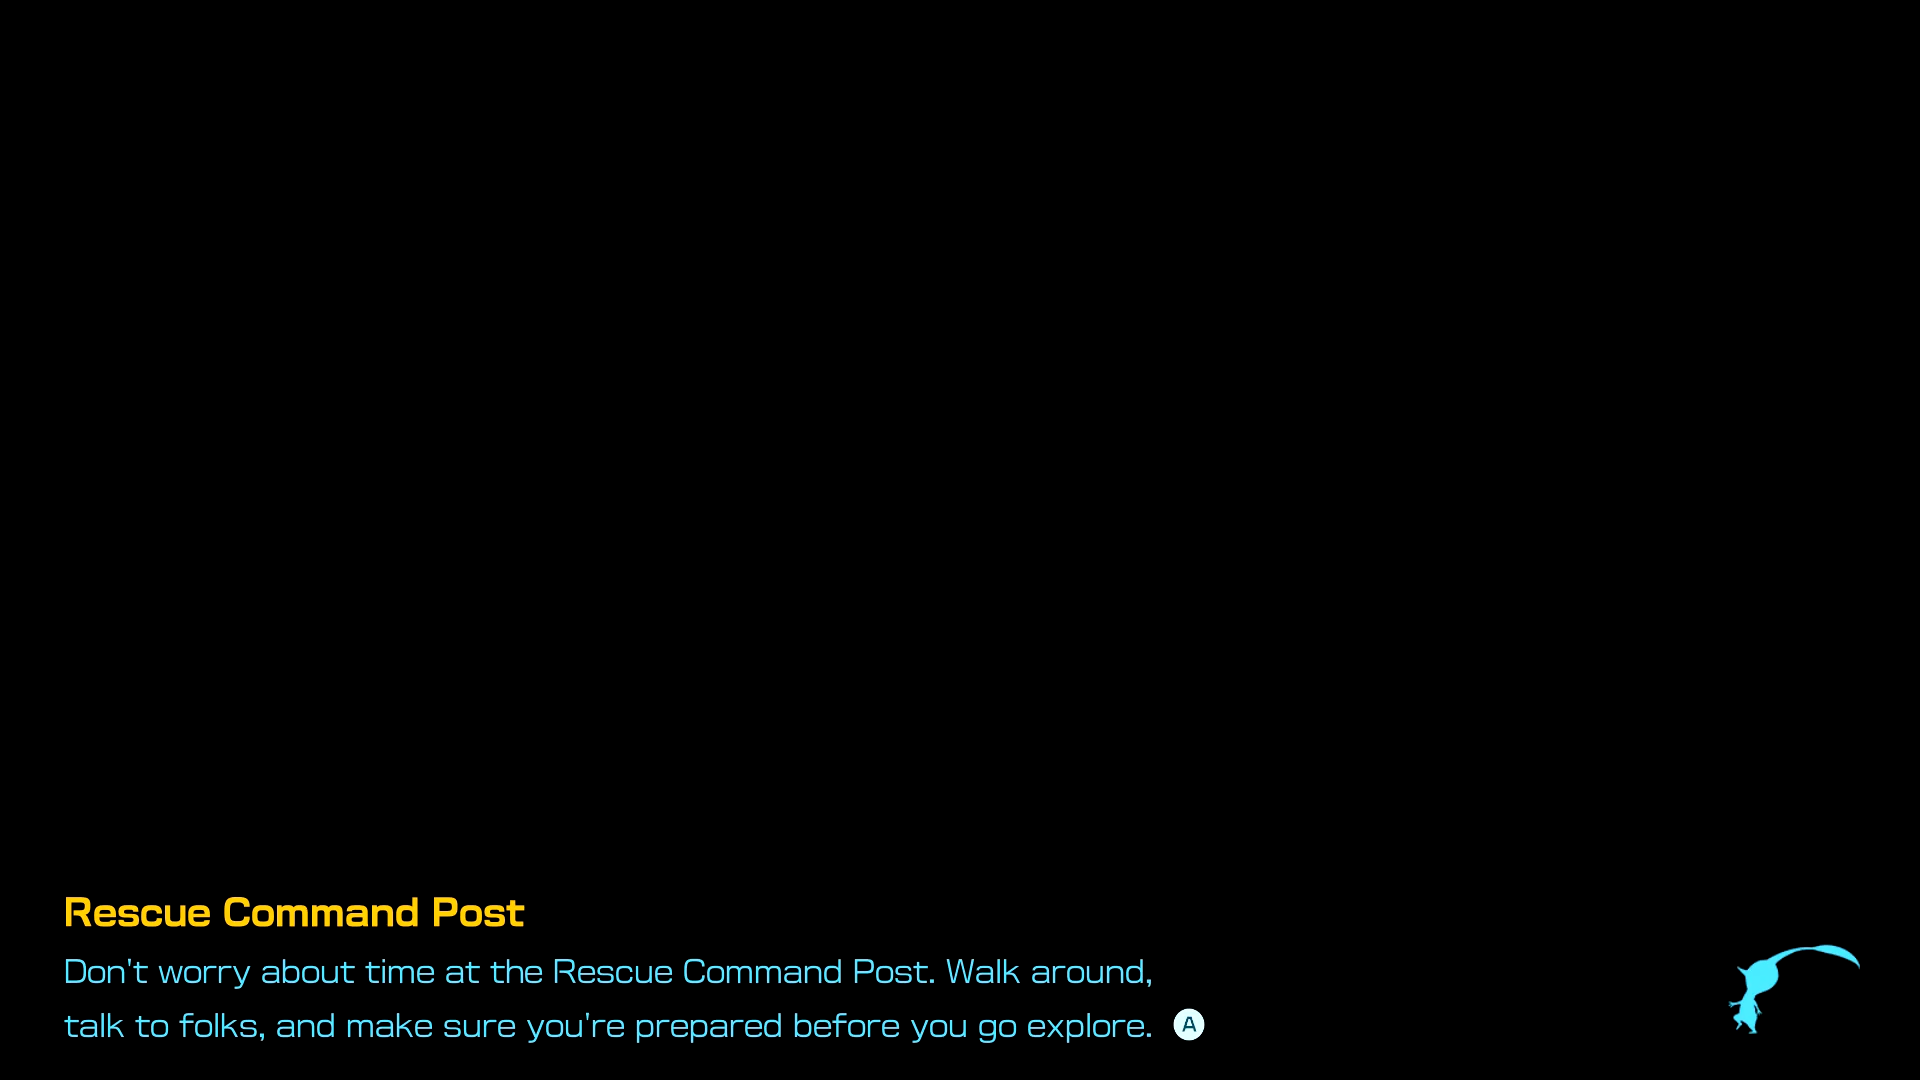 Rescue Command Post
Don't worry about time at the Rescue Command Post. Walk around,
talk to folks, and make sure you're prepared before you go explore. A